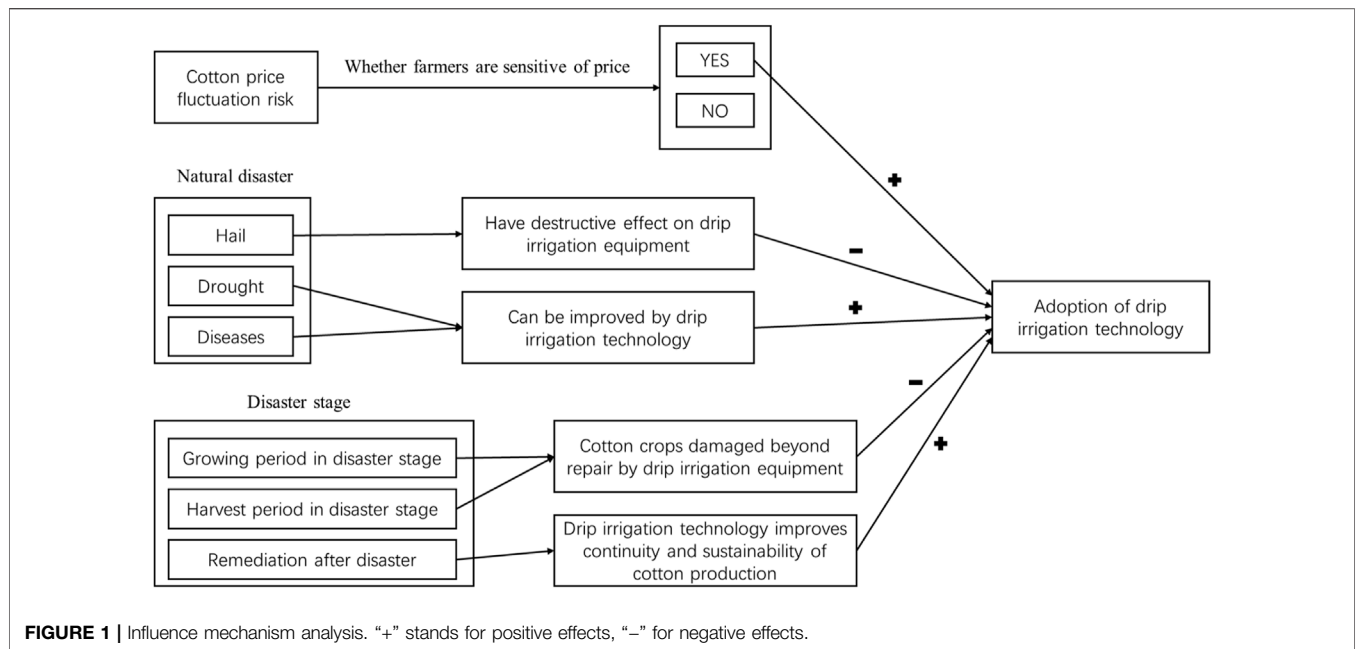 Cotton price
fluctuation risk
Whether farmers are sensitive of price
YES
NO
Natural disaster
Hail
Drought
Diseases
Have destructive effect on drip
irrigation equipment
Can be improved by drip
irrigation technology
+
−
+
Adoption of drip
irrigation technology
Disaster stage
Growing period in disaster stage
Harvest period in disaster stage
Remediation after disaster
Cotton crops damaged beyond
repair by drip irrigation equipment
Drip irrigation technology improves
continuity and sustainability of
cotton production
−
+
FIGURE 1 | Influence mechanism analysis. “+” stands for positive effects, “−” for negative effects.